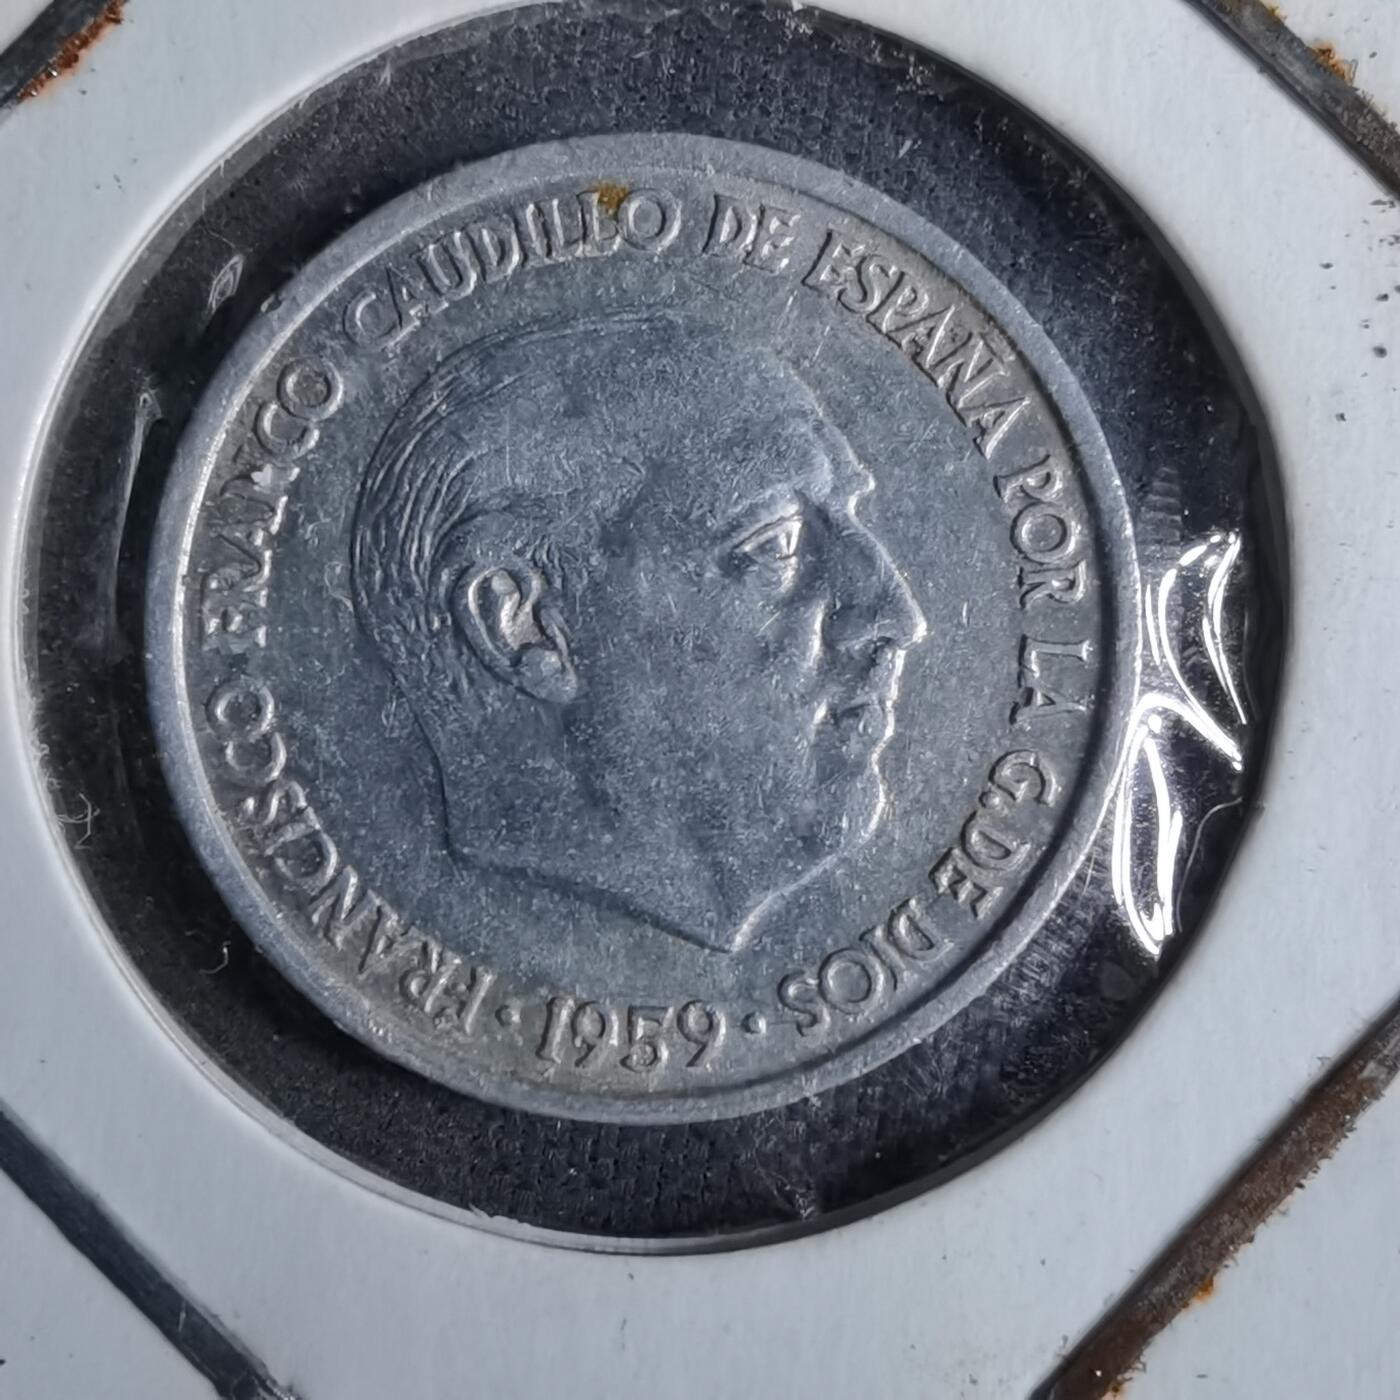 FRANCISCO FRANCO CAUDILLO DE ESPAÑA POR LA G. DE DIOS
· 1959 ·